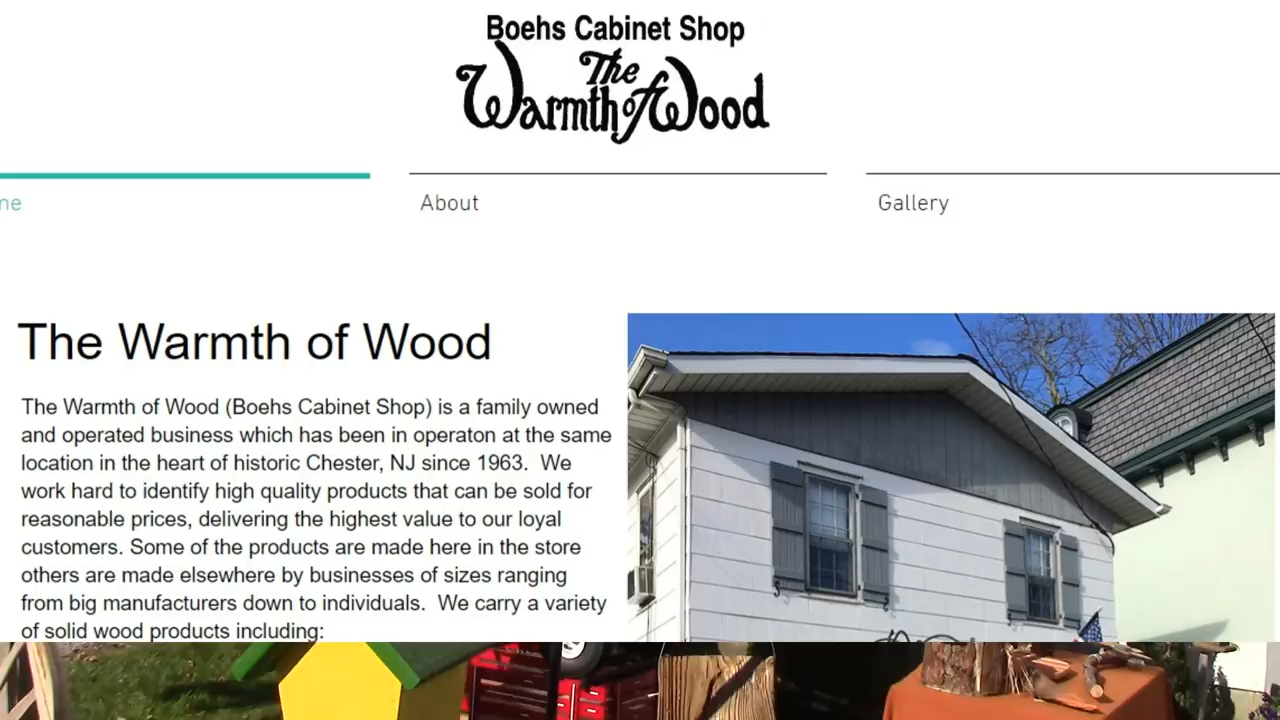 Boehs Cabinet Shop
The
Warmth of Wood
me
About
Gallery
The Warmth of Wood
The Warmth of Wood (Boehs Cabinet Shop) is a family owned
and operated business which has been in operaton at the same
location in the heart of historic Chester, NJ since 1963.  We
work hard to identify high quality products that can be sold for
reasonable prices, delivering the highest value to our loyal
customers. Some of the products are made here in the store
others are made elsewhere by businesses of sizes ranging
from big manufacturers down to individuals.  We carry a variety
of solid wood products including: